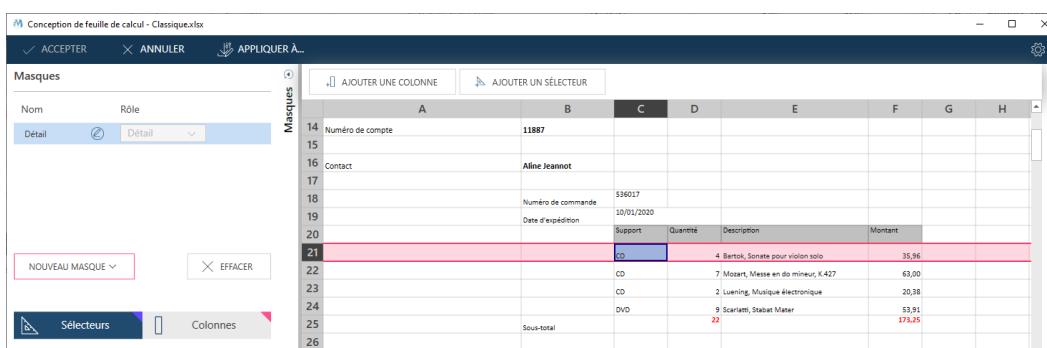 Conception de feuille de calcul - Classique.xlsx
ACCEPTER ANNULER APPLIQUER À...
Masques
Nom Rôle
Détail Détail
NOUVEAU MASQUE EFFACER
Sélecteurs Colonnes
Masques
AJOUTER UNE COLONNE AJOUTER UN SÉLECTEUR
A B C D E F G H
14 Numéro de compte 11887
15
16 Contact Aline Jeannot
17
18 Numéro de commande 536017
19 Date d'expédition 10/01/2020
20 Support Quantité Description Montant
21 CD 4 Bartok, Sonate pour violon solo 35,96
22 CD 7 Mozart, Messe en do mineur, K.427 63,00
23 CD 2 Luening, Musique électronique 20,38
24 DVD 9 Scarlatti, Stabat Mater 53,91
25 Sous-total 22 173,25
26